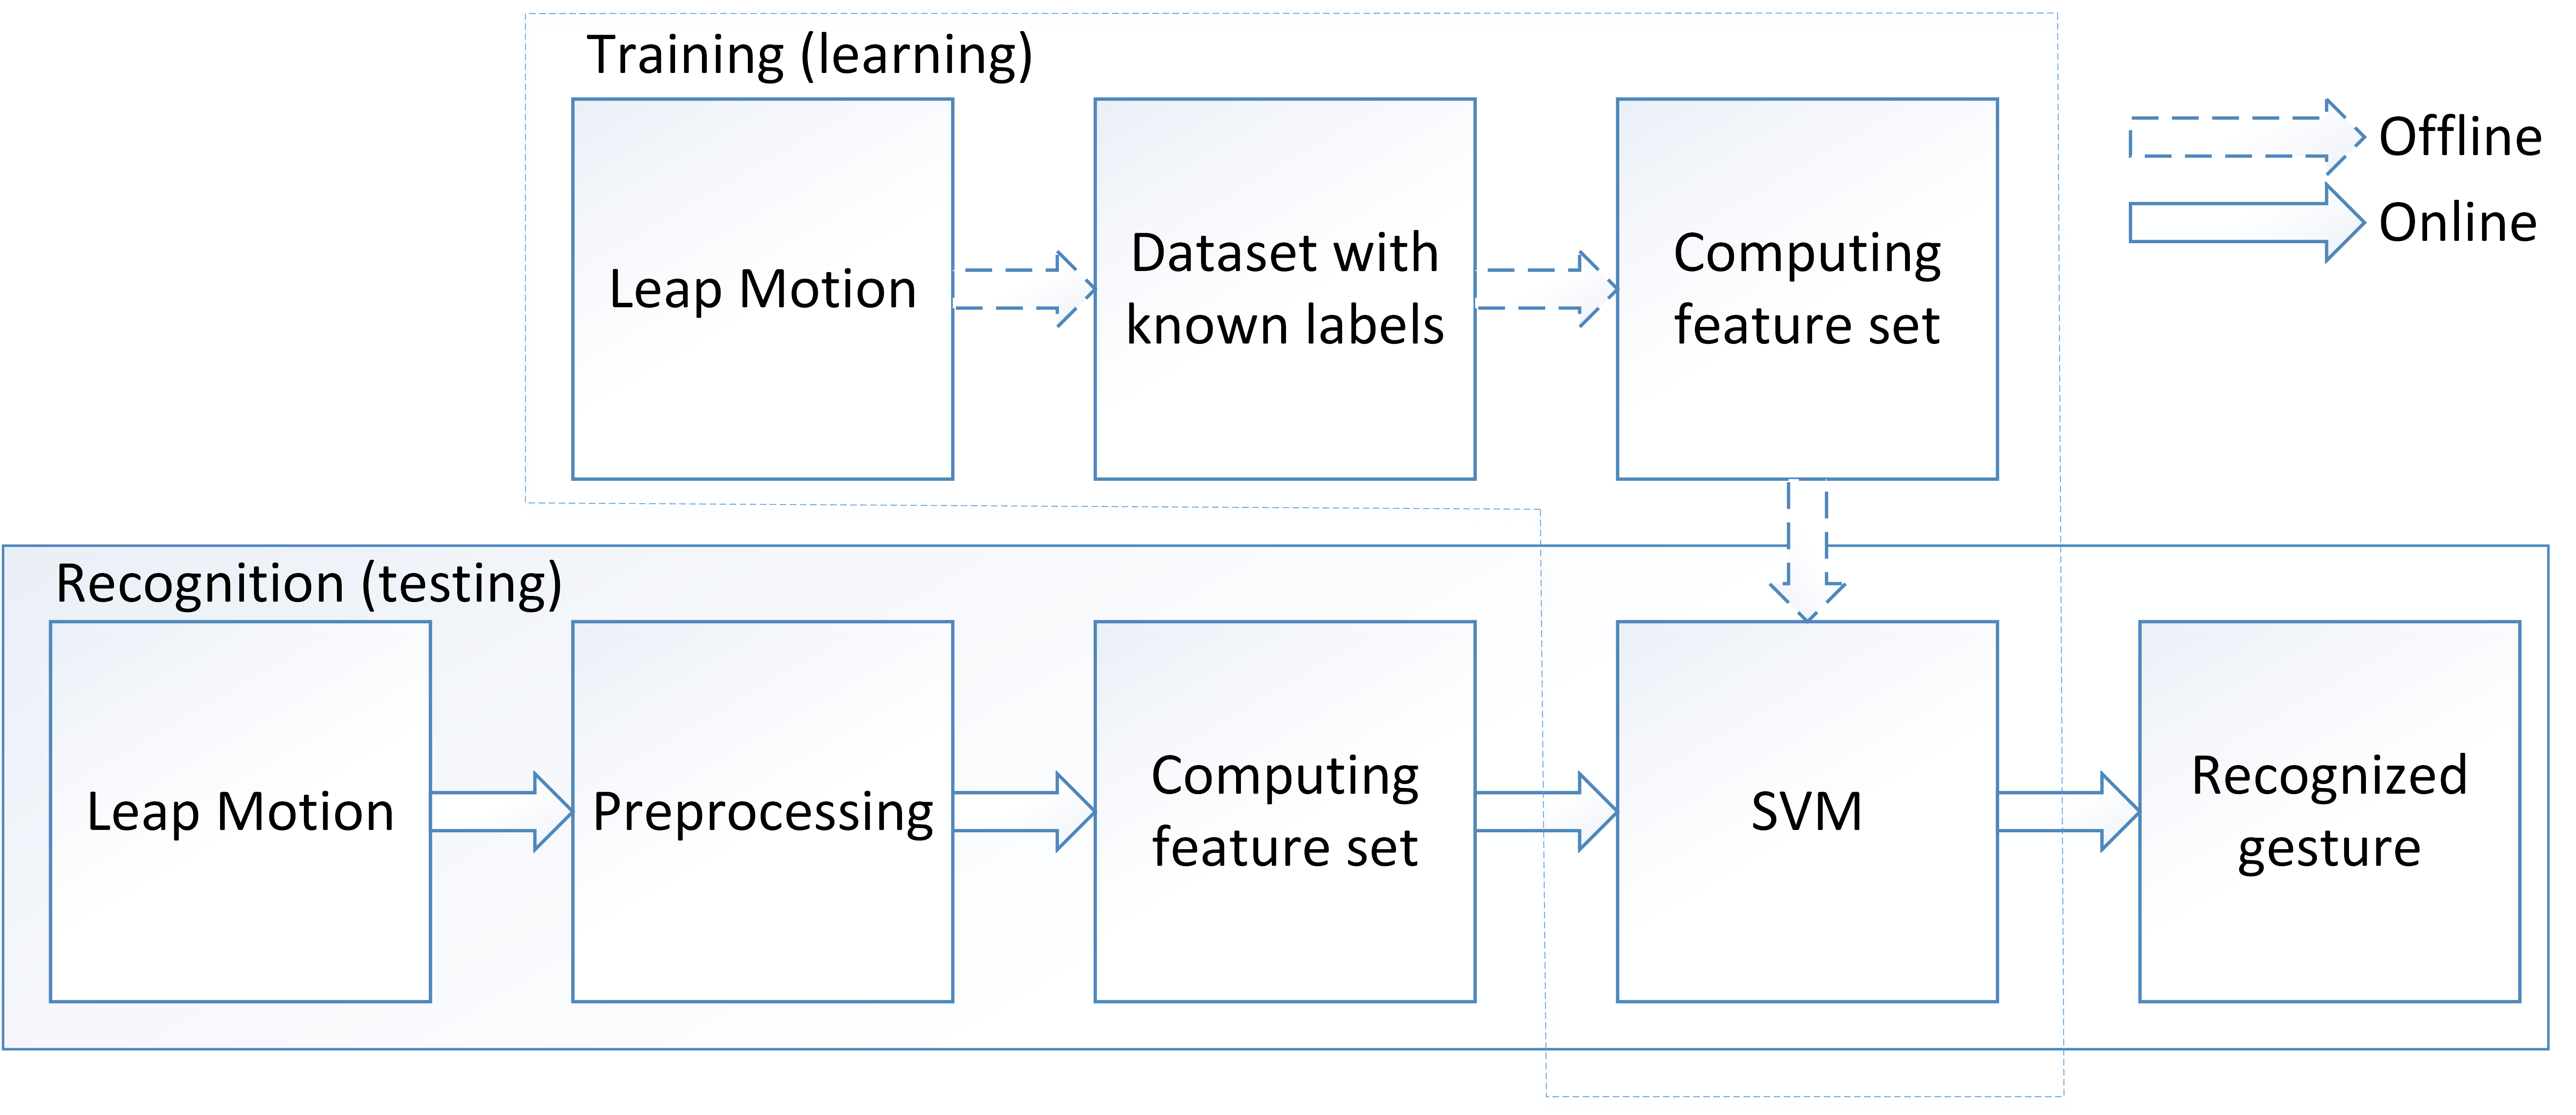 Training (learning)
Leap Motion
Dataset with
known labels
Computing
feature set
Offline
Online
Recognition (testing)
Leap Motion
Preprocessing
Computing
feature set
SVM
Recognized
gesture